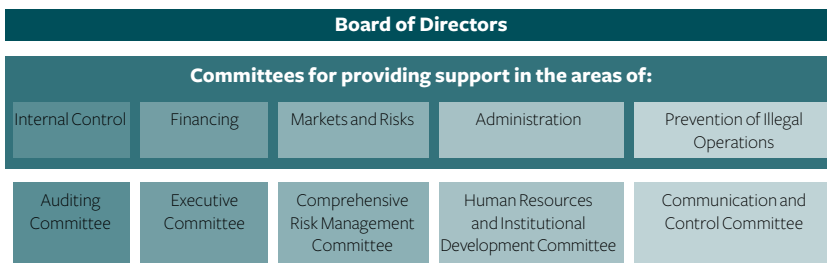 Board of Directors
Committees for providing support in the areas of:
Internal Control
Financing
Markets and Risks
Administration
Prevention of Illegal
Operations
Auditing
Committee
Executive
Committee
Comprehensive
Risk Management
Committee
Human Resources
and Institutional
Development Committee
Communication and
Control Committee